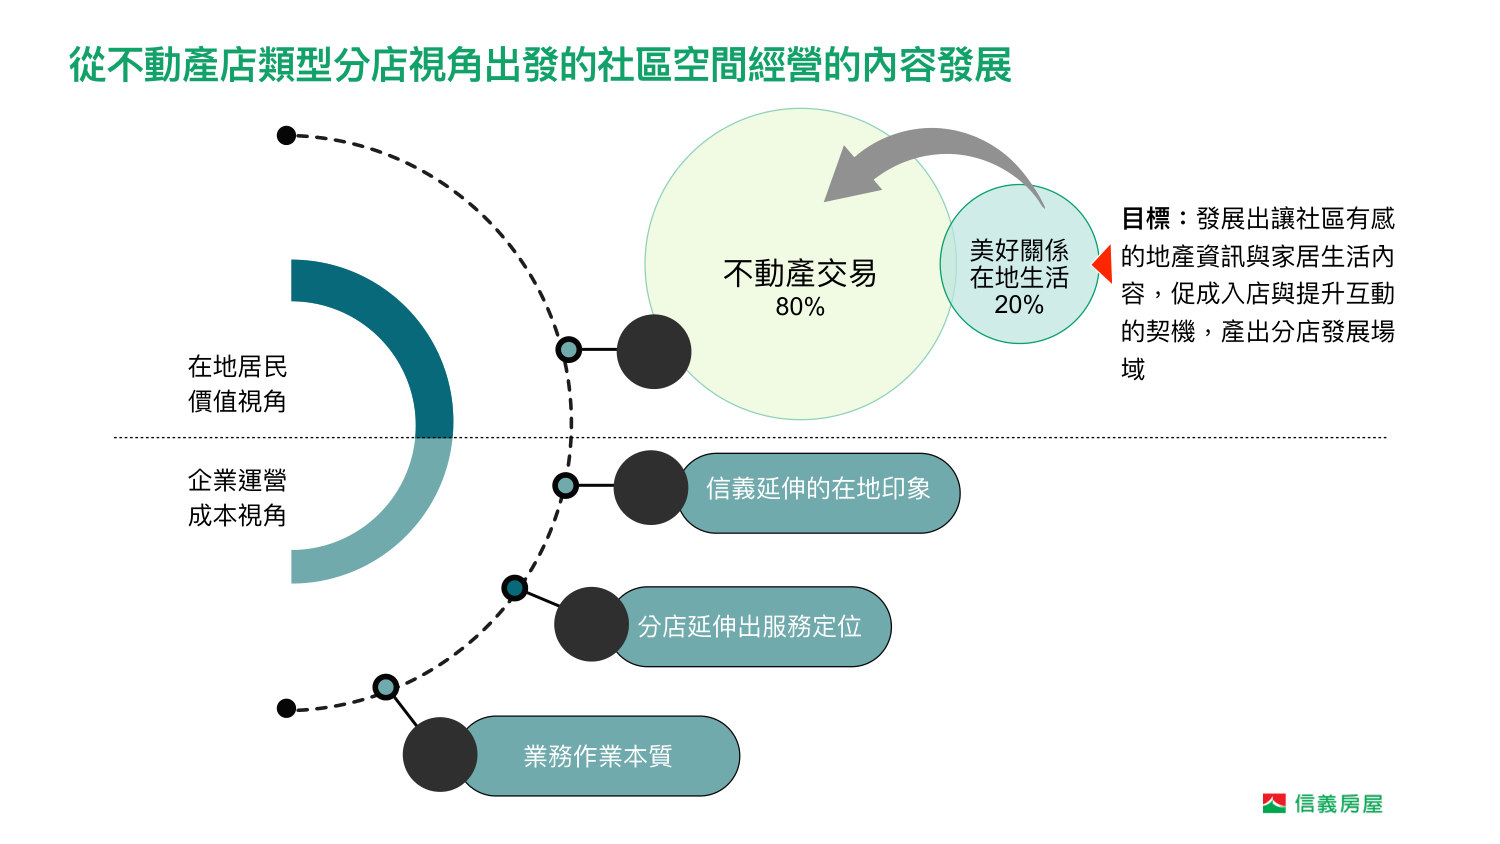 從不動產店類型分店視角出發的社區空間經營的內容發展
不動產交易
80%
美好關係
在地生活
20%
目標：發展出讓社區有感
的地產資訊與家居生活內
容，促成入店與提升互動
的契機，產出分店發展場
域
在地居民
價值視角
企業運營
成本視角
信義延伸的在地印象
分店延伸出服務定位
業務作業本質
信義房屋